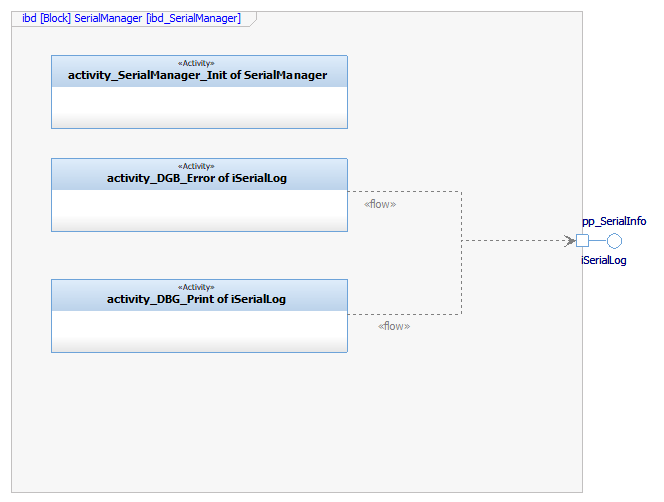 ibd [Block] SerialManager [ibd_SerialManager]
«Activity»
activity_SerialManager_Init of SerialManager
«Activity»
activity_DGB_Error of iSerialLog
«flow»
pp_SerialInfo
iSerialLog
«Activity»
activity_DBG_Print of iSerialLog
«flow»